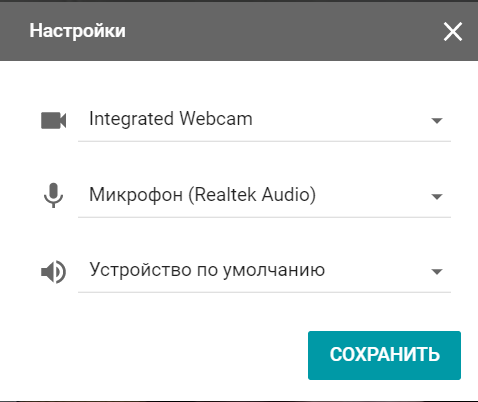 Настройки
Integrated Webcam
Микрофон (Realtek Audio)
Устройство по умолчанию
СОХРАНИТЬ